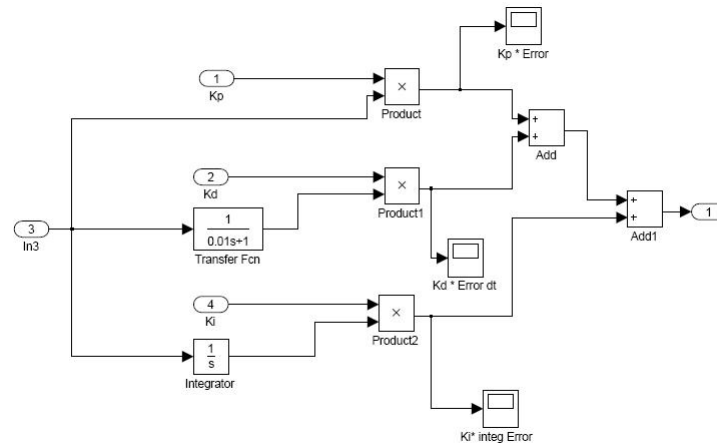 Kp * Error
1
Kp
×
Product
+
+
Add
2
Kd
×
Product1
+
+
Add1
1
3
In3
1
0.01s+1
Transfer Fcn
Kd * Error dt
4
Ki
×
Product2
1
s
Integrator
Ki* integ Error